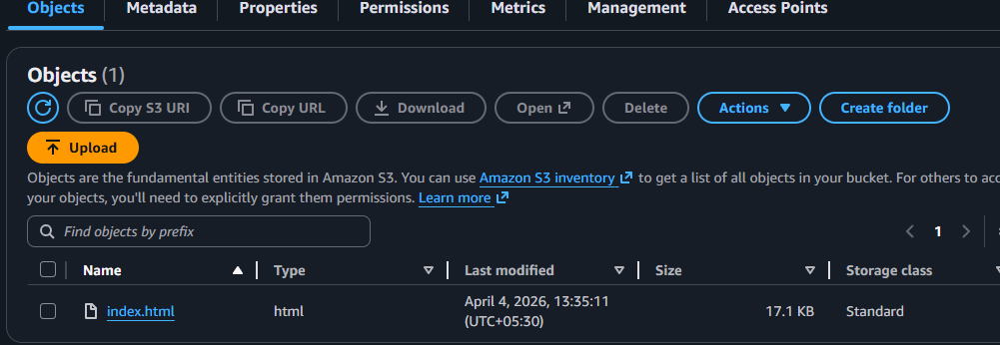 Objects Metadata Properties Permissions Metrics Management Access Points
Objects (1)
Copy S3 URI Copy URL Download Open Delete Actions Create folder
Upload
Objects are the fundamental entities stored in Amazon S3. You can use Amazon S3 inventory to get a list of all objects in your bucket. For others to acc
your objects, you'll need to explicitly grant them permissions. Learn more
Find objects by prefix 1
Name Type Last modified Size Storage class
index.html html April 4, 2026, 13:35:11 17.1 KB Standard
(UTC+05:30)